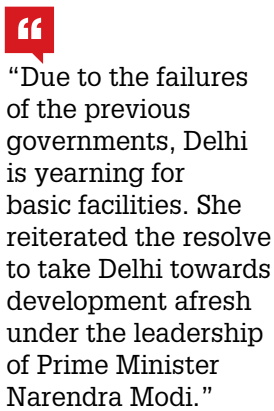 “Due to the failures
of the previous
governments, Delhi
is yearning for
basic facilities. She
reiterated the resolve
to take Delhi towards
development afresh
under the leadership
of Prime Minister
Narendra Modi.”